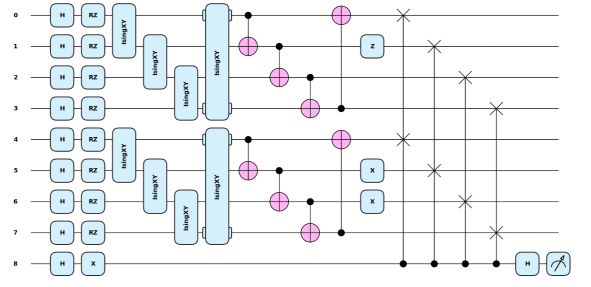 0 H RZ IsingXY IsingXY
1 H RZ IsingXY Z
2 H RZ IsingXY
3 H RZ
4 H RZ IsingXY IsingXY
5 H RZ IsingXY X
6 H RZ IsingXY X
7 H RZ
8 H X H